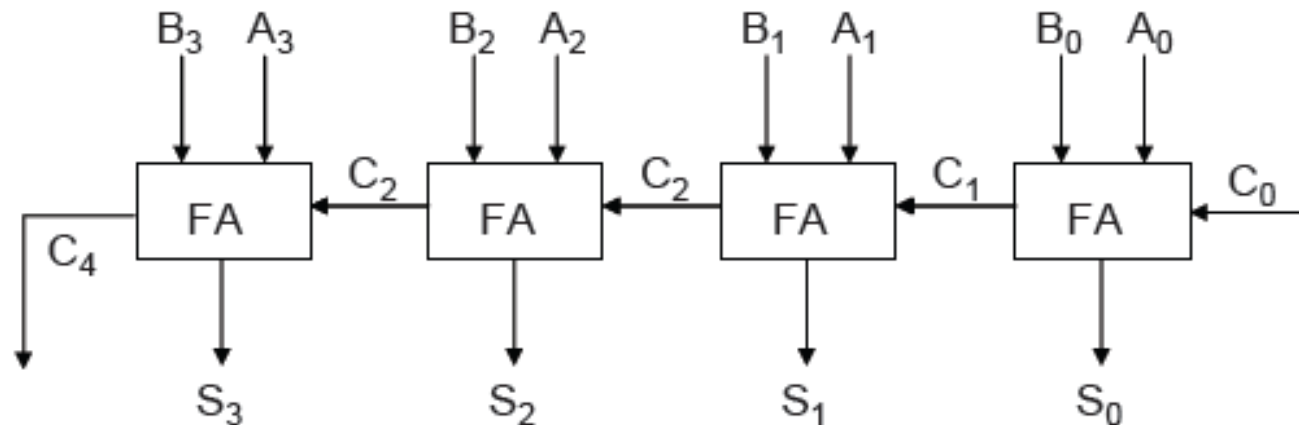 B₃ A₃ B₂ A₂ B₁ A₁ B₀ A₀
C₂ C₂ C₁ C₀
FA FA FA FA
C₄
S₃ S₂ S₁ S₀